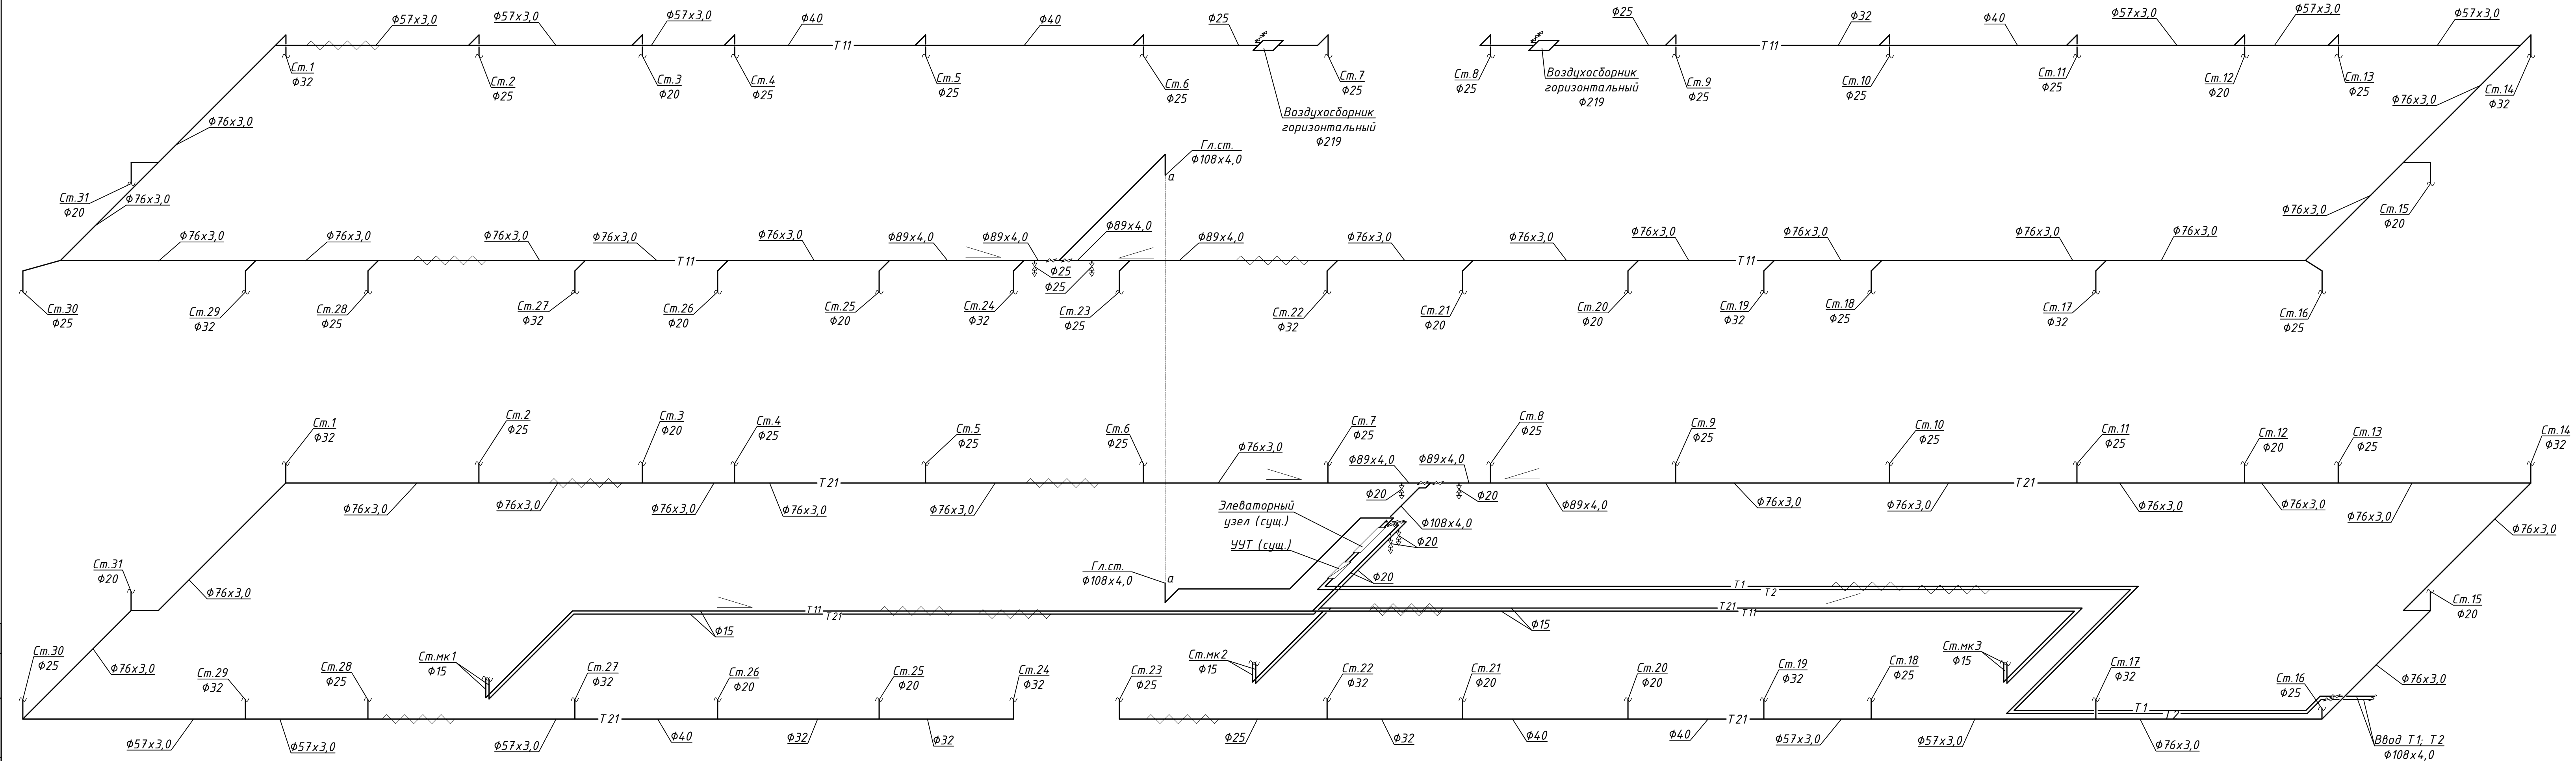 Ф57х3,0
Ф57х3,0
Ф57х3,0
Ф40
Т11
Ф40
Ф25
Ф25
Т11
Ф32
Ф40
Ф57х3,0
Ф57х3,0
Ф57х3,0
Ст.1
Ф32
Ст.2
Ф25
Ст.3
Ф20
Ст.4
Ф25
Ст.5
Ф25
Ст.6
Ф25
Воздухосборник
горизонтальный
Ф219
Ст.7
Ф25
Ст.8
Ф25
Воздухосборник
горизонтальный
Ф219
Ст.9
Ф25
Ст.10
Ф25
Ст.11
Ф25
Ст.12
Ф20
Ст.13
Ф25
Ф76х3,0
Ст.14
Ф32
Ф76х3,0
Гл.ст.
Ф108х4,0
а
Ст.31
Ф20
Ф76х3,0
Ф76х3,0
Ст.15
Ф20
Ф76х3,0
Ф76х3,0
Ф76х3,0
Ф76х3,0
Т11
Ф76х3,0
Ф89х4,0
Ф89х4,0
Ф89х4,0
Ф89х4,0
Ф76х3,0
Ф76х3,0
Ф76х3,0
Т11
Ф76х3,0
Ф76х3,0
Ф76х3,0
Ф25
Ф25
Ст.30
Ф25
Ст.29
Ф32
Ст.28
Ф25
Ст.27
Ф32
Ст.26
Ф20
Ст.25
Ф20
Ст.24
Ф32
Ст.23
Ф25
Ст.22
Ф32
Ст.21
Ф20
Ст.20
Ф20
Ст.19
Ф32
Ст.18
Ф25
Ст.17
Ф32
Ст.16
Ф25
Ст.1
Ф32
Ст.2
Ф25
Ст.3
Ф20
Ст.4
Ф25
Ст.5
Ф25
Ст.6
Ф25
Ф76х3,0
Ст.7
Ф25
Ф89х4,0
Ф89х4,0
Ст.8
Ф25
Ст.9
Ф25
Ст.10
Ф25
Ст.11
Ф25
Ст.12
Ф20
Ст.13
Ф25
Ст.14
Ф32
Т21
Т21
Ф76х3,0
Ф76х3,0
Ф76х3,0
Ф76х3,0
Ф76х3,0
Ф20
Ф20
Ф89х4,0
Ф76х3,0
Ф76х3,0
Ф76х3,0
Ф76х3,0
Ф76х3,0
Ф76х3,0
Элеваторный
узел (сущ.)
Ф108х4,0
УУТ (сущ.)
Ф20
Ф20
Гл.ст.
Ф108х4,0
а
Ст.31
Ф20
Ф76х3,0
Т1
Т2
Т11
Т21
Т21
Т11
Ф15
Ф15
Ст.15
Ф20
Ст.30
Ф25
Ф76х3,0
Ст.29
Ф32
Ст.28
Ф25
Ст.мк1
Ф15
Ст.27
Ф32
Ст.26
Ф20
Ст.25
Ф20
Ст.24
Ф32
Ст.23
Ф25
Ст.мк2
Ф15
Ст.22
Ф32
Ст.21
Ф20
Ст.20
Ф20
Ст.19
Ф32
Ст.18
Ф25
Ст.мк3
Ф15
Ст.17
Ф32
Ст.16
Ф25
Ф76х3,0
Т1
Т2
Т21
Т21
Ф57х3,0
Ф57х3,0
Ф57х3,0
Ф40
Ф32
Ф32
Ф25
Ф32
Ф40
Ф40
Ф57х3,0
Ф57х3,0
Ф76х3,0
Ввод Т1; Т2
Ф108х4,0